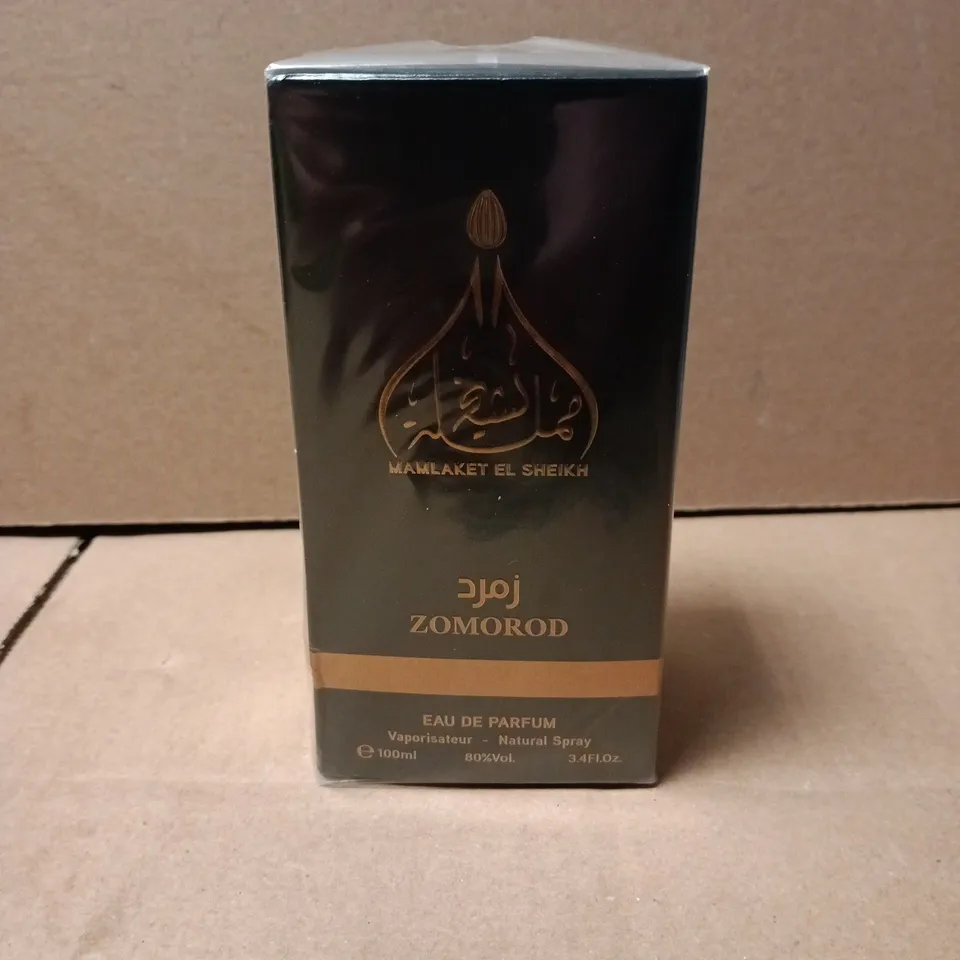 مملكة الشيخ
MAMLAKET EL SHEIKH
زمرد
ZOMOROD
EAU DE PARFUM
Vaporisateur - Natural Spray
℮ 100ml 80%Vol. 3.4Fl.Oz.